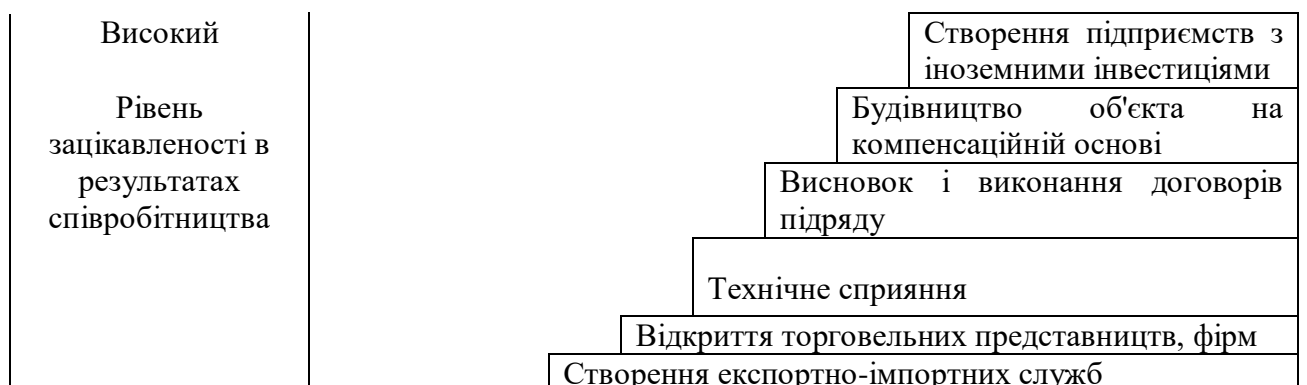 Високий
Рівень
зацікавленості в
результатах
співробітництва
Створення підприємств з
іноземними інвестиціями
Будівництво об'єкта на
компенсаційній основі
Висновок і виконання договорів
підряду
Технічне сприяння
Відкриття торговельних представництв, фірм
Створення експортно-імпортних служб